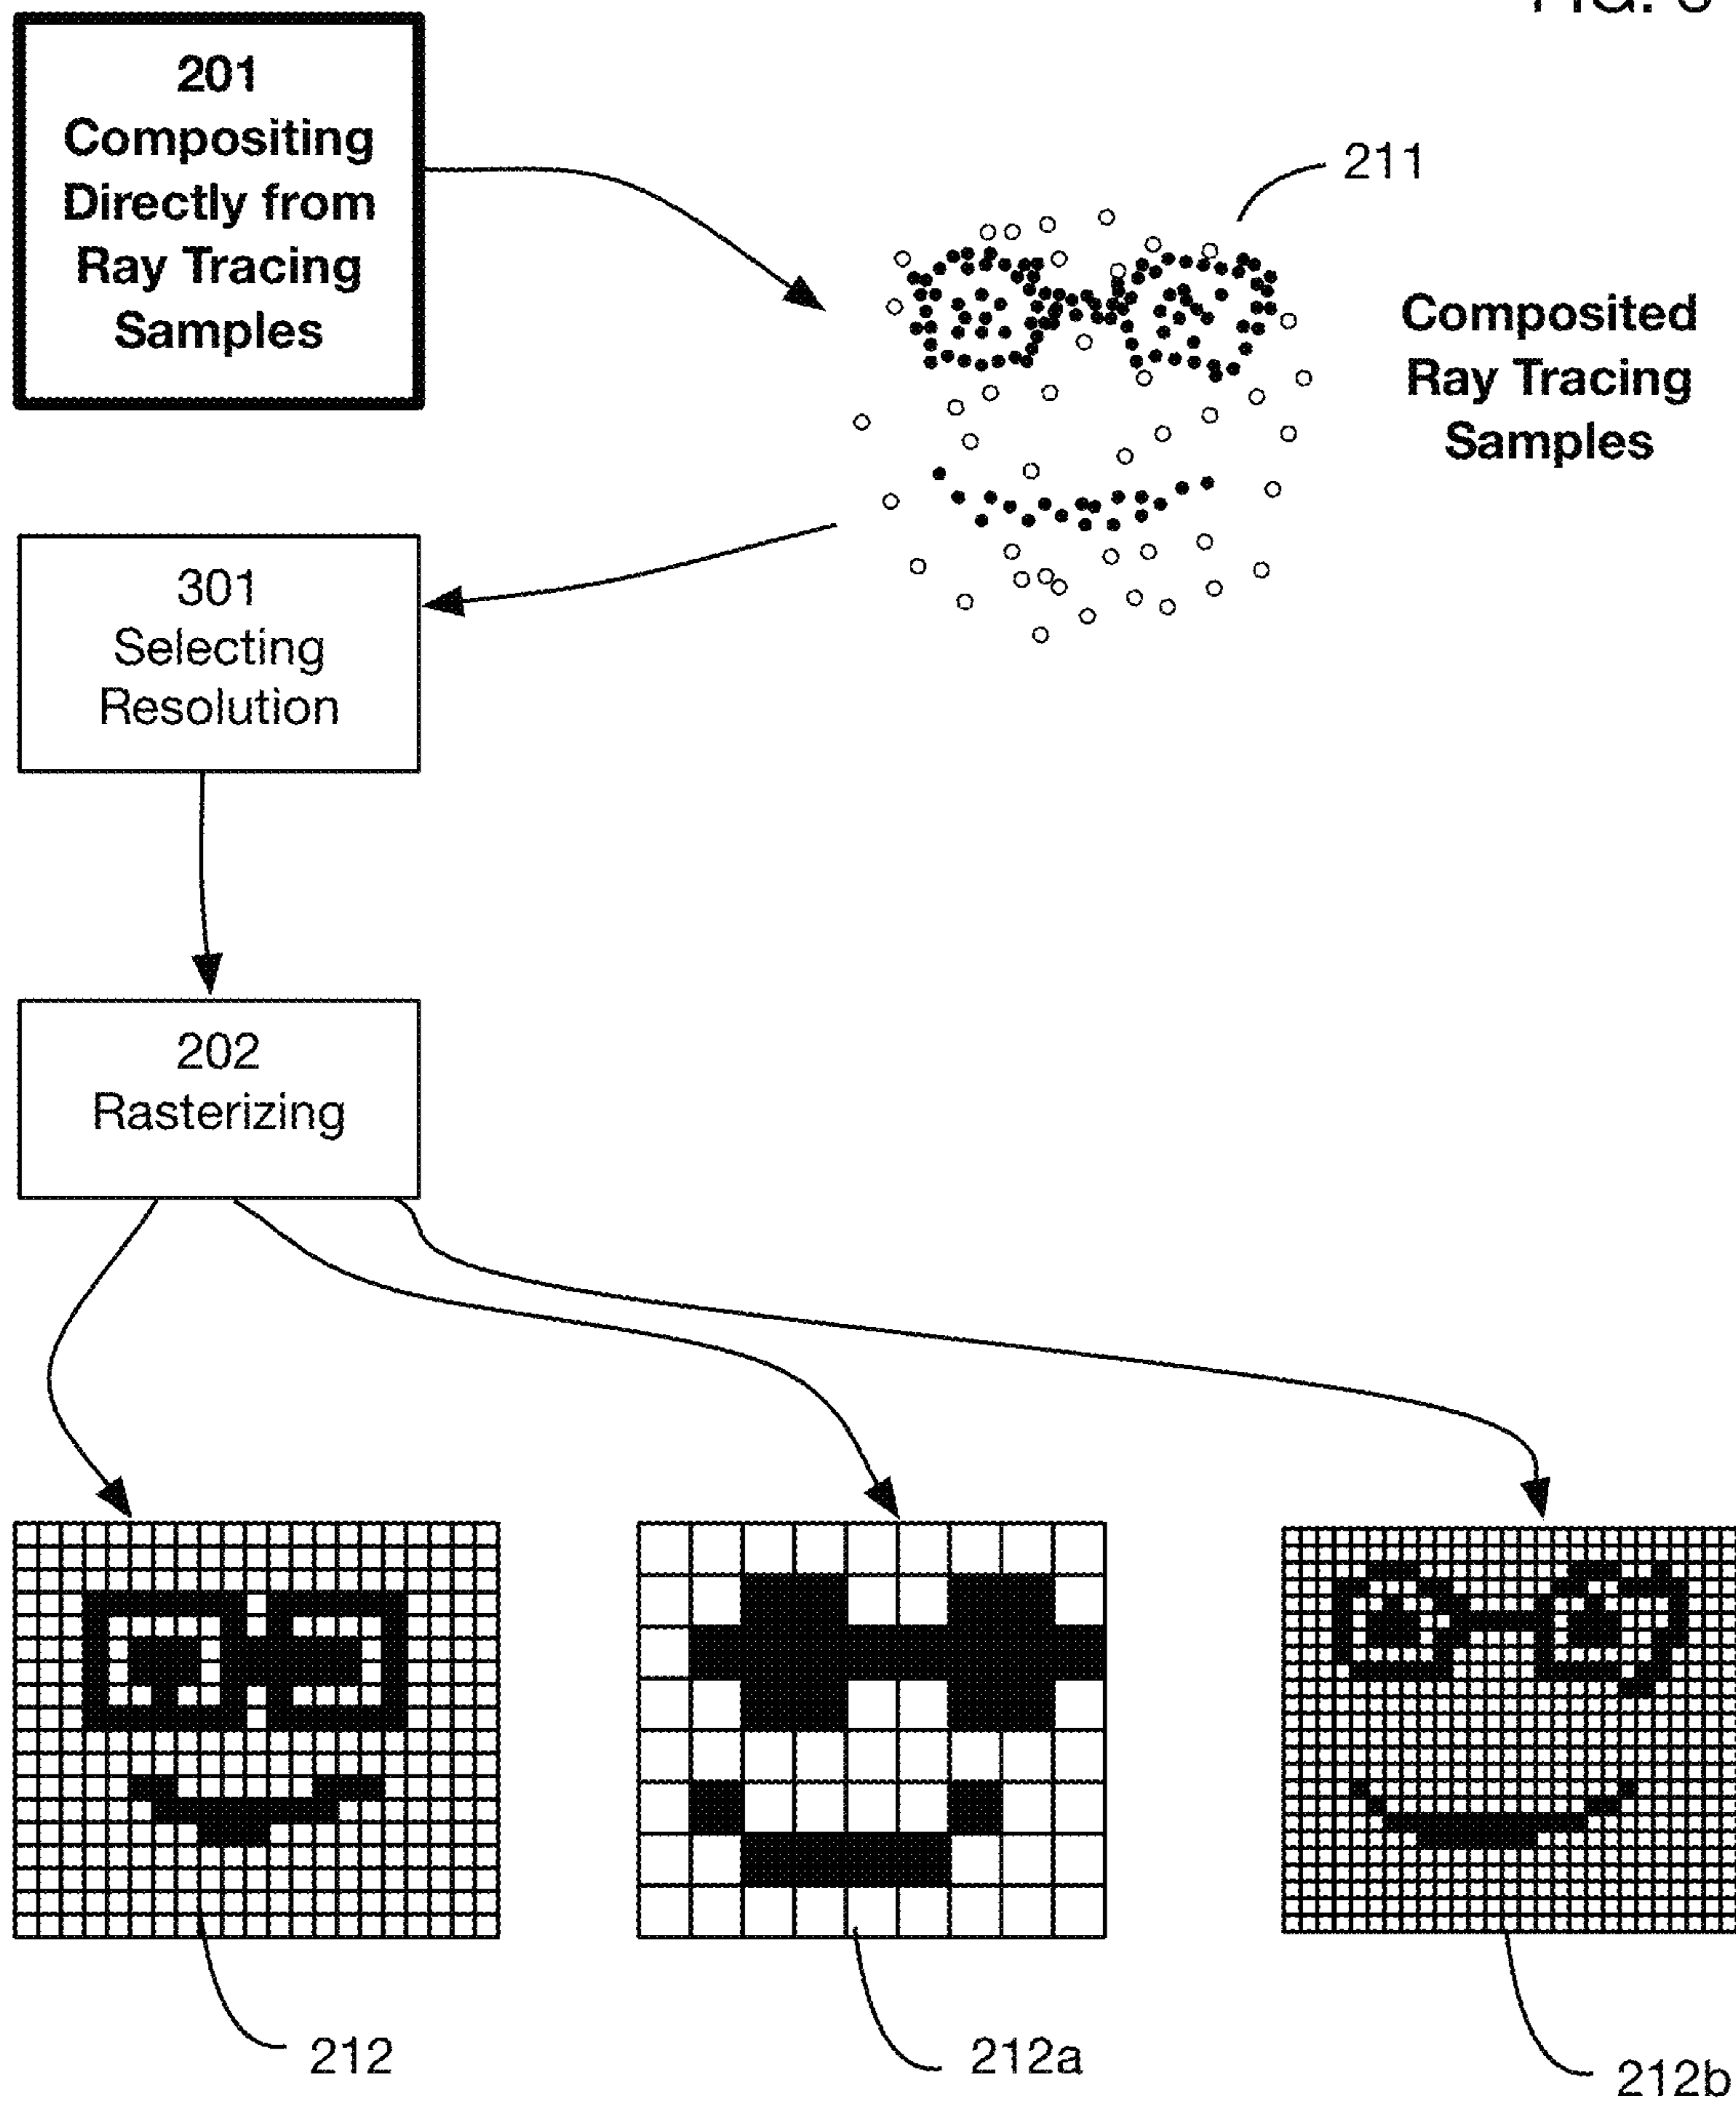 201
Compositing
Directly from
Ray Tracing
Samples
211
Composited
Ray Tracing
Samples
301
Selecting
Resolution
202
Rasterizing
212
212a
212b